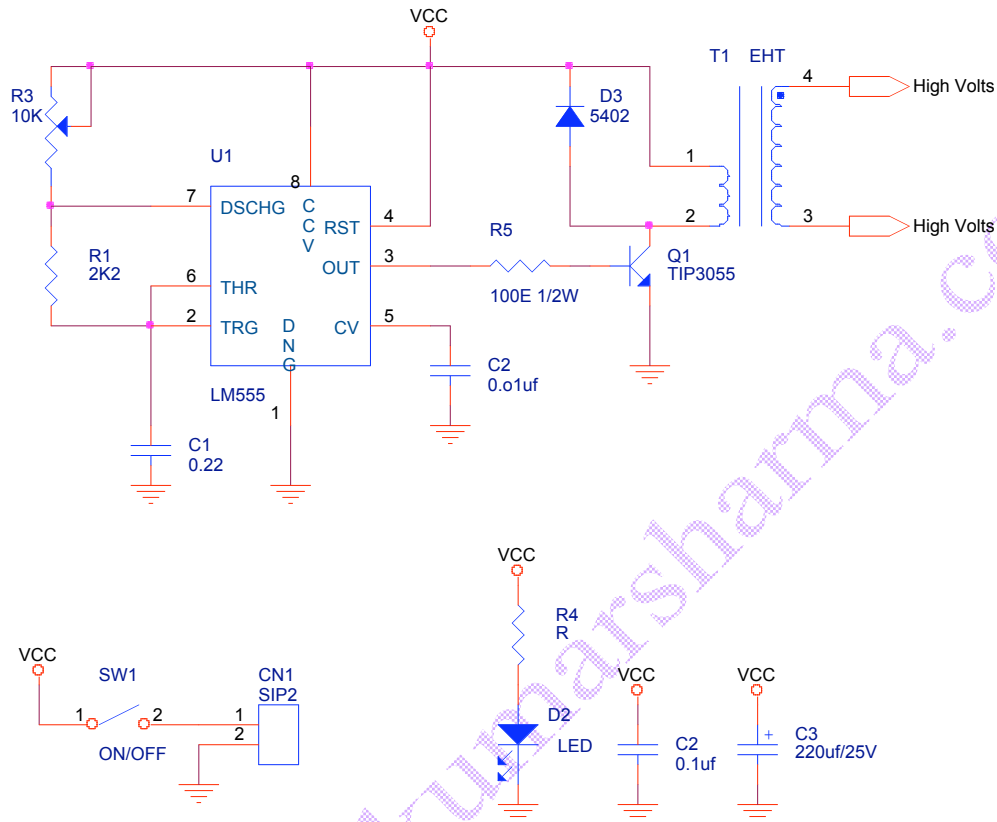 VCC
T1 EHT
R3
10K
D3
5402
4
High Volts
U1
1
8
7
DSCHG
C
C
V
RST
4
2
3
High Volts
R5
OUT
3
Q1
TIP3055
R1
2K2
6
THR
100E 1/2W
2
TRG
D
N
G
CV
5
C2
0.o1uf
LM555
1
C1
0.22
VCC
R4
R
VCC
SW1
CN1
SIP2
VCC
VCC
1
2
1
2
D2
LED
ON/OFF
C2
0.1uf
+
C3
220uf/25V
kumarsharma.c